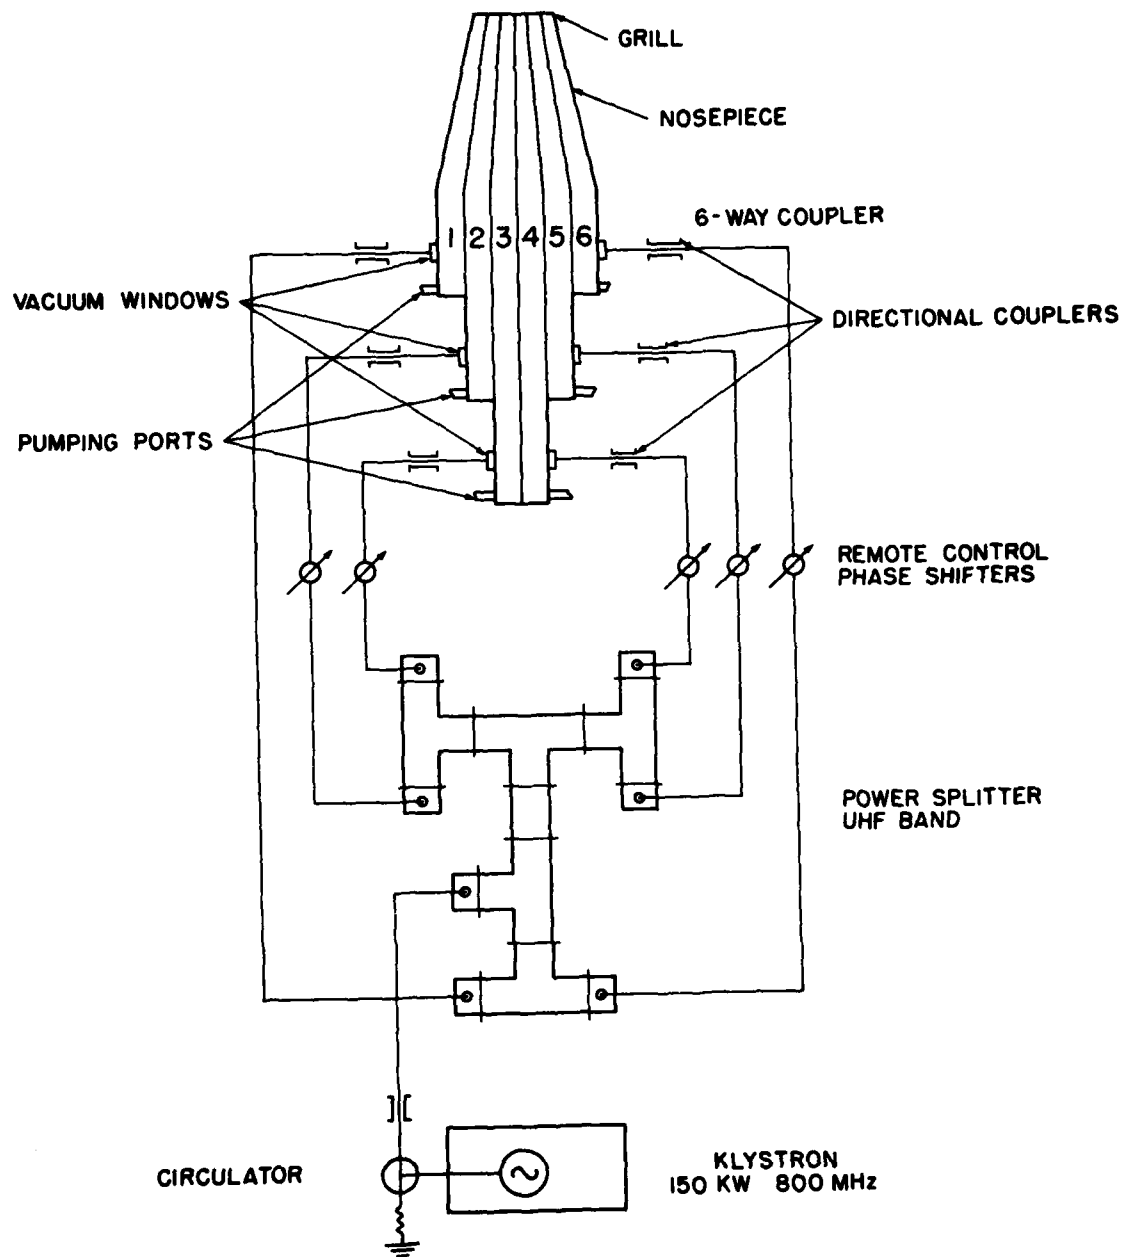 GRILL
NOSEPIECE
6-WAY COUPLER
1 2 3 4 5 6
VACUUM WINDOWS
DIRECTIONAL COUPLERS
PUMPING PORTS
REMOTE CONTROL
PHASE SHIFTERS
POWER SPLITTER
UHF BAND
CIRCULATOR
KLYSTRON
150 KW 800 MHz